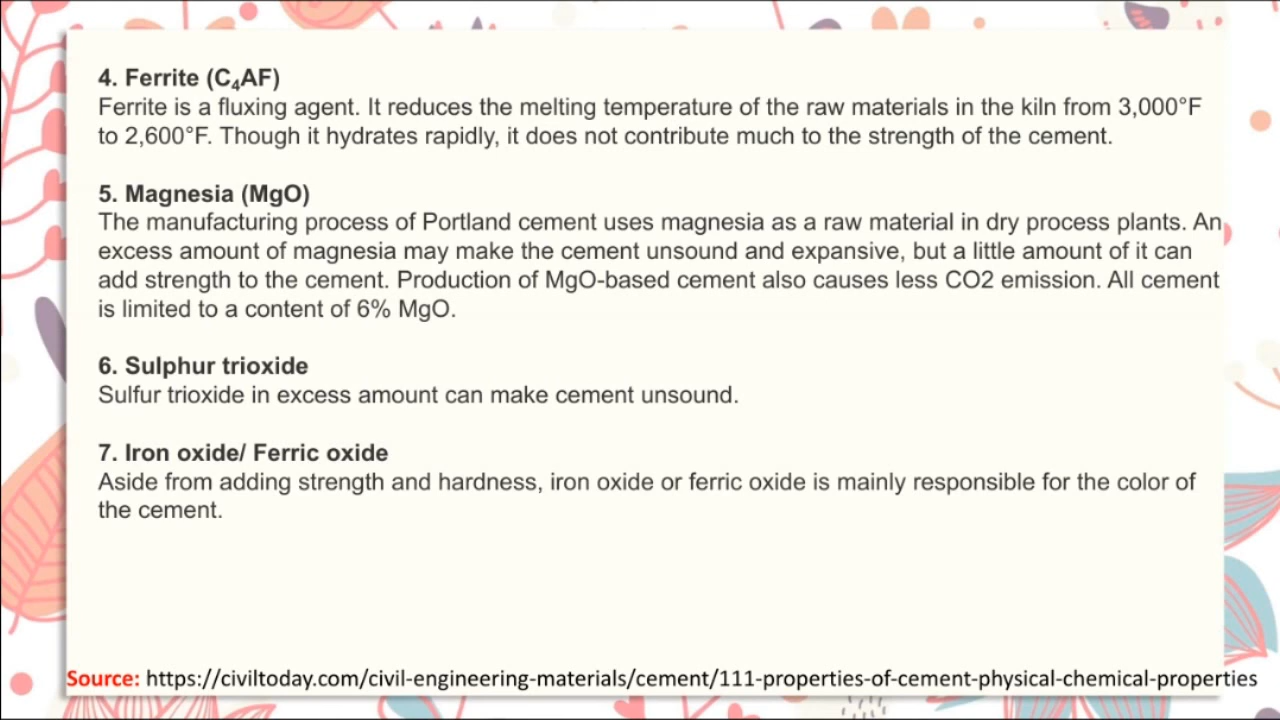 4. Ferrite (C₄AF)
Ferrite is a fluxing agent. It reduces the melting temperature of the raw materials in the kiln from 3,000°F
to 2,600°F. Though it hydrates rapidly, it does not contribute much to the strength of the cement.
5. Magnesia (MgO)
The manufacturing process of Portland cement uses magnesia as a raw material in dry process plants. An
excess amount of magnesia may make the cement unsound and expansive, but a little amount of it can
add strength to the cement. Production of MgO-based cement also causes less CO2 emission. All cement
is limited to a content of 6% MgO.
6. Sulphur trioxide
Sulfur trioxide in excess amount can make cement unsound.
7. Iron oxide/ Ferric oxide
Aside from adding strength and hardness, iron oxide or ferric oxide is mainly responsible for the color of
the cement.
Source: https://civiltoday.com/civil-engineering-materials/cement/111-properties-of-cement-physical-chemical-properties